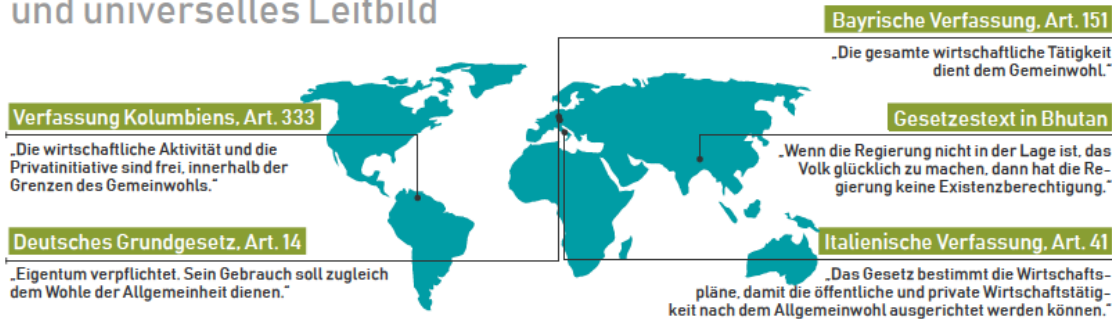 und universelles Leitbild
Bayrische Verfassung, Art. 151
„Die gesamte wirtschaftliche Tätigkeit
dient dem Gemeinwohl.“
Verfassung Kolumbiens, Art. 333
„Die wirtschaftliche Aktivität und die
Privatinitiative sind frei, innerhalb der
Grenzen des Gemeinwohls.“
Gesetzestext in Bhutan
„Wenn die Regierung nicht in der Lage ist, das
Volk glücklich zu machen, dann hat die Re-
gierung keine Existenzberechtigung.“
Deutsches Grundgesetz, Art. 14
„Eigentum verpflichtet. Sein Gebrauch soll zugleich
dem Wohle der Allgemeinheit dienen.“
Italienische Verfassung, Art. 41
„Das Gesetz bestimmt die Wirtschafts-
pläne, damit die öffentliche und private Wirtschaftstätig-
keit nach dem Allgemeinwohl ausgerichtet werden können.“